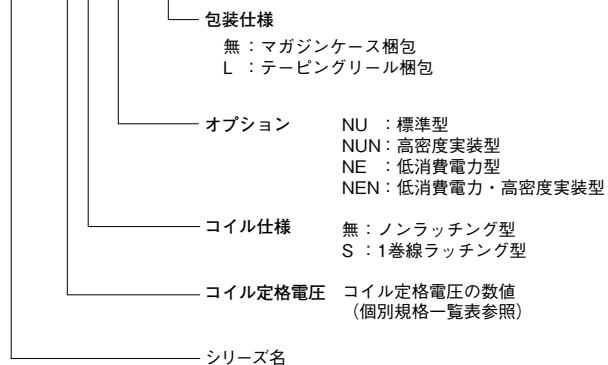 包装仕様
無：マガジンケース梱包
L ：テーピングリール梱包
オプション
NU ：標準型
NUN：高密度実装型
NE ：低消費電力型
NEN：低消費電力・高密度実装型
コイル仕様
無：ノンラッチング型
S ：1巻線ラッチング型
コイル定格電圧 コイル定格電圧の数値
（個別規格一覧表参照）
シリーズ名